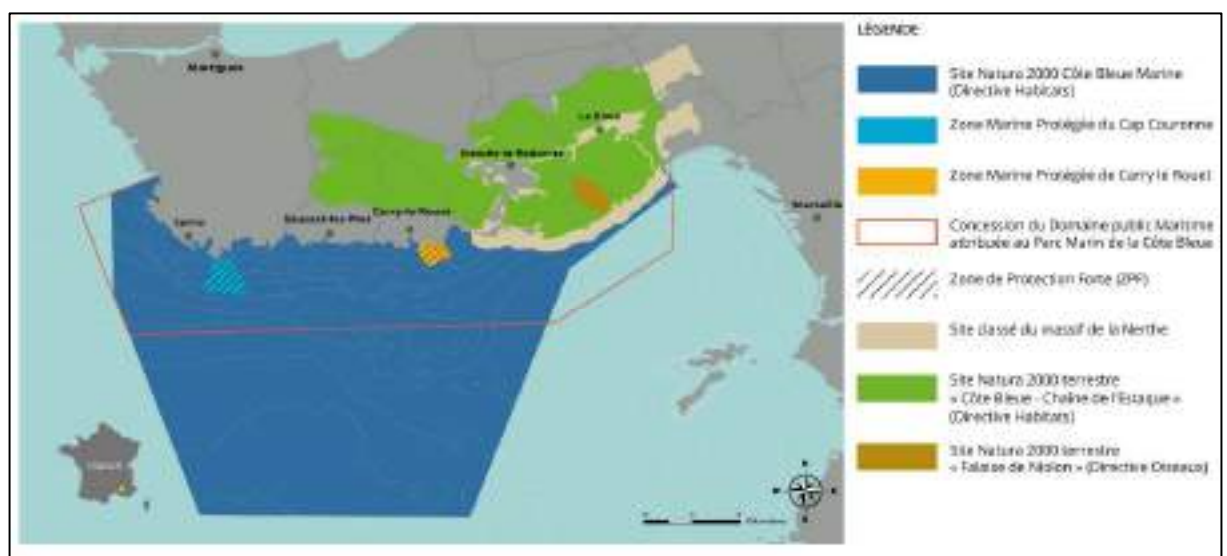 LÉGENDE
Martigues
Site Natura 2000 Côte Bleue Marine
(Directive Habitats)
Zone Marine Protégée du Cap Couronne
Le Rove
Ensuès-la-Redonne
Zone Marine Protégée de Carry le Rouet
Carry-le-Rouet
Sausset-les-Pins
Marseille
Concession du Domaine public Maritime
attribuée au Parc Marin de la Côte Bleue
Zone de Protection Forte (ZPF)
Site classé du massif de la Nerthe
Site Natura 2000 terrestre
« Côte Bleue - Chaîne de l'Estaque »
(Directive Habitats)
Site Natura 2000 terrestre
« Falaise de Niolon » (Directive Oiseaux)